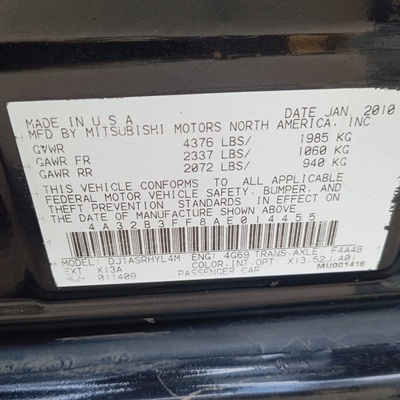 MADE IN U S A DATE JAN 2010
MFD BY MITSUBISHI MOTORS NORTH AMERICA, INC.
GVWR 4376 LBS/ 1985 KG
GAWR FR 2337 LBS/ 1060 KG
GAWR RR 2072 LBS/ 940 KG
THIS VEHICLE CONFORMS TO ALL APPLICABLE
FEDERAL MOTOR VEHICLE SAFETY, BUMPER, AND
THEFT PREVENTION STANDARDS IN EFFECT ON
THE DATE OF MANUFACTURE SHOWN ABOVE
4A32B3FF8AE014455
MODEL: DJ1ASRHYL4M ENG: 4G69 TRANS.AXLE F4A4B
EXT: X13A COLOR.INT.OPT: X13.52J A01
011409 PASSENGER CAR MU001418